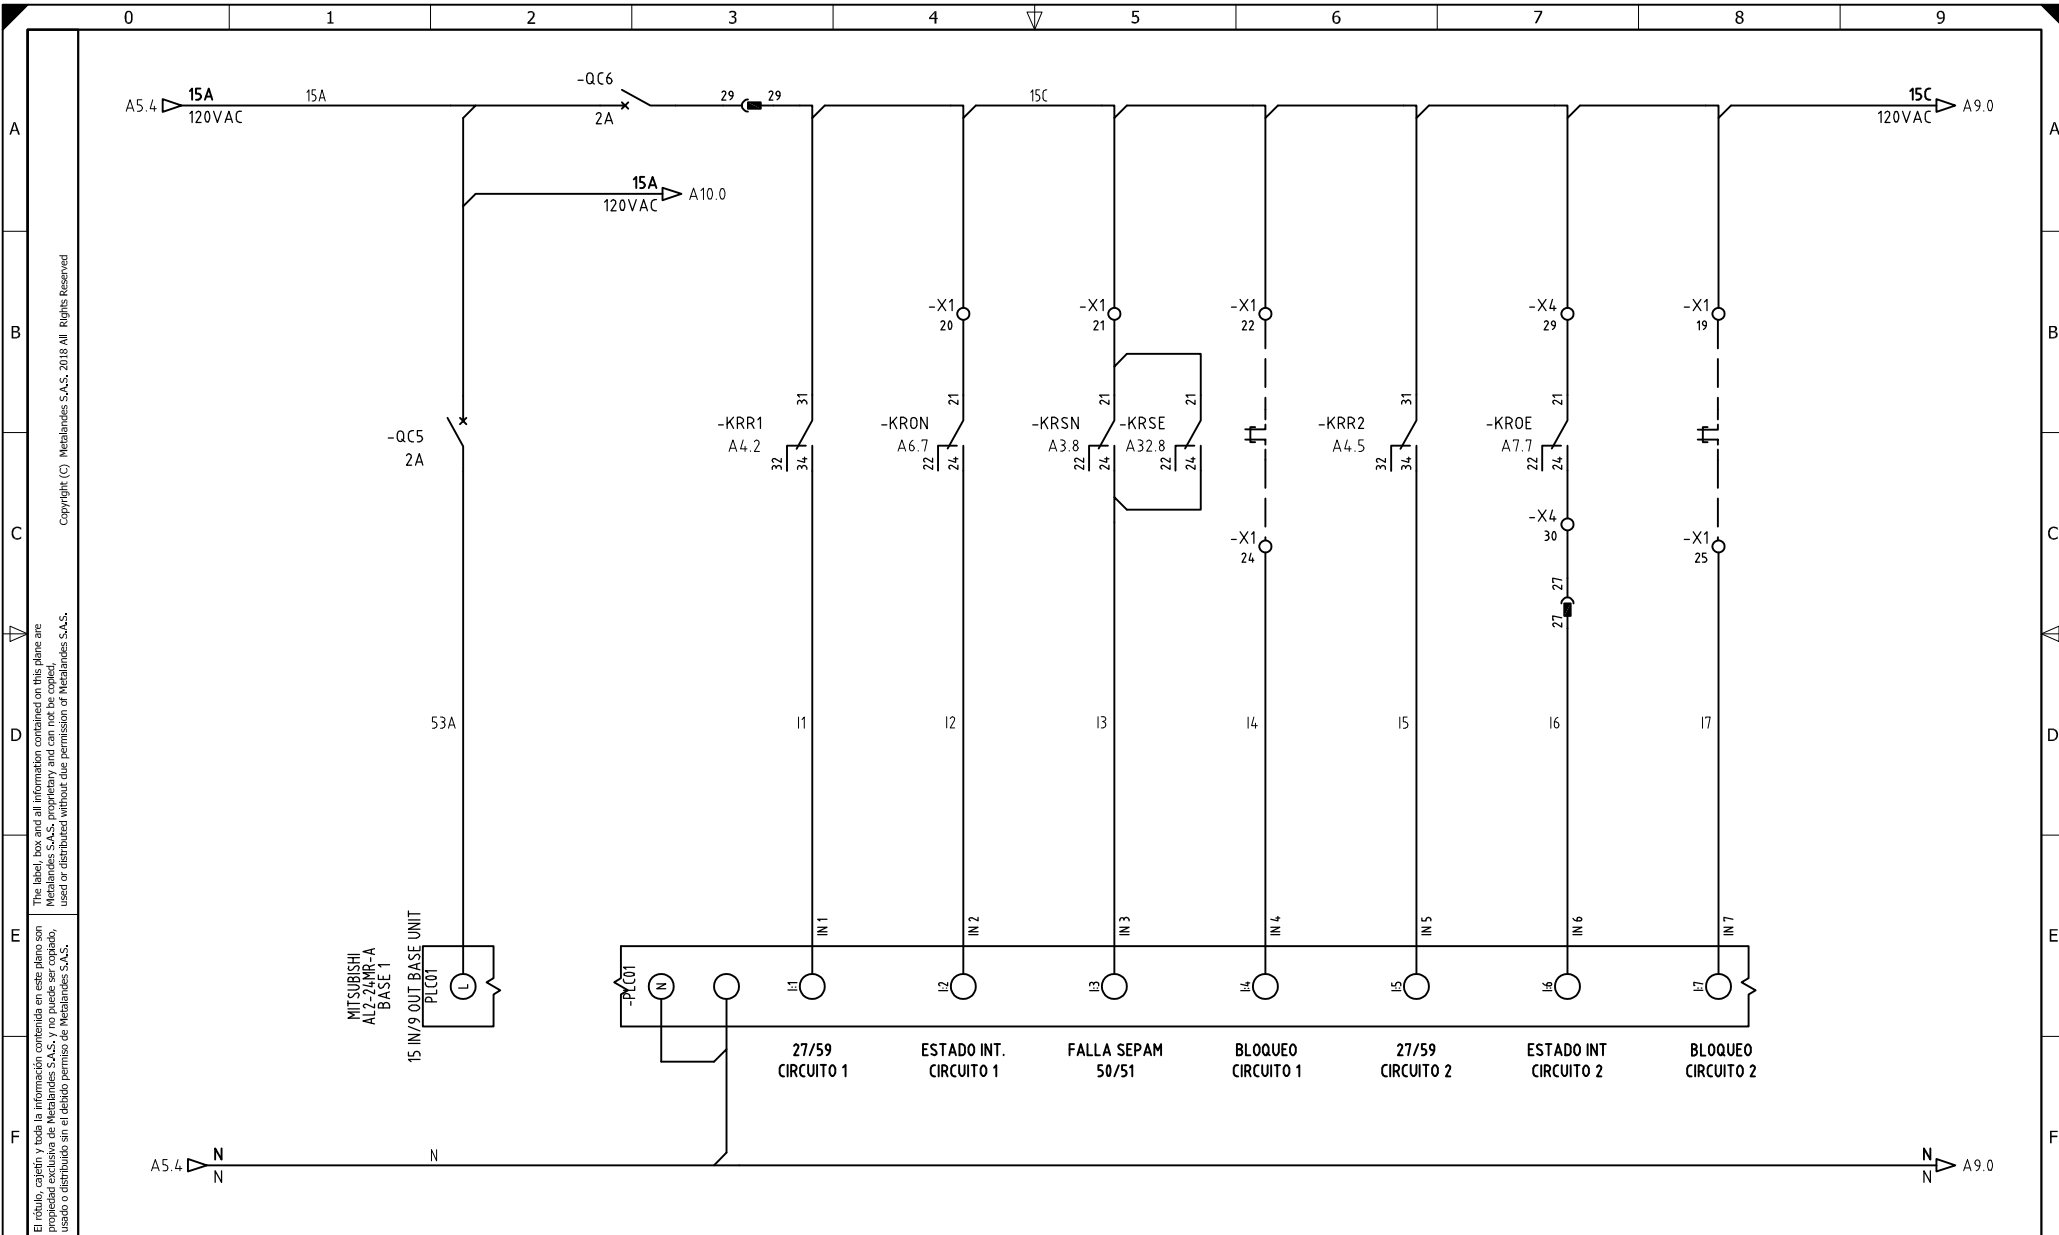 0 1 2 3 4 5 6 7 8 9
A A
B B
C C
D D
E E
F F
A5.4 15A 15A
120VAC
-QC6
2A
29 29
15C
15C A9.0
120VAC
15A A10.0
120VAC
-X1
20
-X1
21
-X1
22
-X4
29
-X1
19
-QC5
2A
-KRR1
A4.2
31
32
34
-KRON
A6.7
21
22
24
-KRSN
A3.8
21
22
24
-KRSE
A32.8
21
22
24
-KRR2
A4.5
31
32
34
-KROE
A7.7
21
22
24
-X1
24
-X4
30
-X1
25
27
27
53A I1 I2 I3 I4 I5 I6 I7
IN 1 IN 2 IN 3 IN 4 IN 5 IN 6 IN 7
MITSUBISHI
AL2-24MR-A
BASE 1
15 IN/9 OUT BASE UNIT
PLC01
L
-PLC01
N
I:1 I:2 I:3 I:4 I:5 I:6 I:7
27/59
CIRCUITO 1
ESTADO INT.
CIRCUITO 1
FALLA SEPAM
50/51
BLOQUEO
CIRCUITO 1
27/59
CIRCUITO 2
ESTADO INT
CIRCUITO 2
BLOQUEO
CIRCUITO 2
A5.4 N N
N
N A9.0
N
Copyright (C) Metalandes S.A.S. 2018 All Rights Reserved
The label, box and all information contained on this plane are
Metalandes S.A.S. proprietary and can not be copied,
used or distributed without due permission of Metalandes S.A.S.
El rótulo, cajetín y toda la información contenida en este plano son
propiedad exclusiva de Metalandes S.A.S. y no puede ser copiado,
usado o distribuido sin el debido permiso de Metalandes S.A.S.